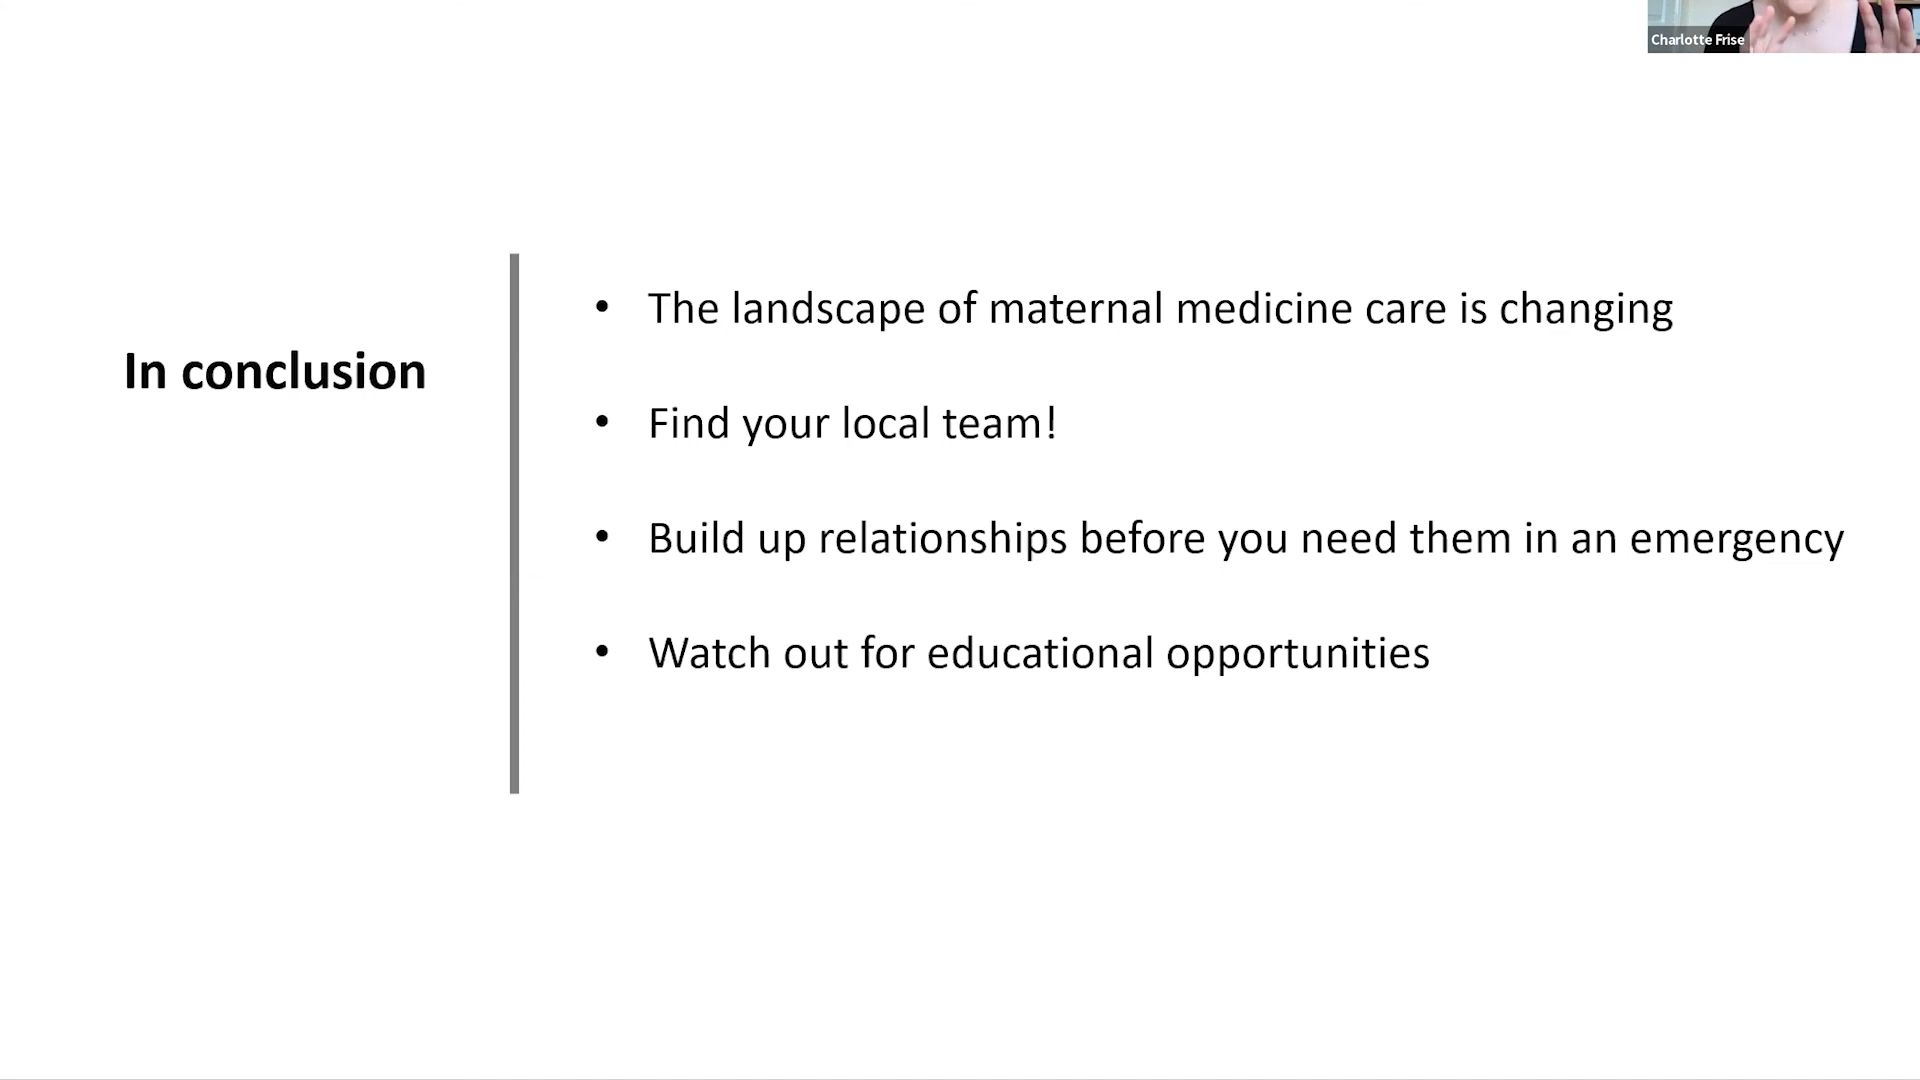 Charlotte Frise
In conclusion
• The landscape of maternal medicine care is changing
• Find your local team!
• Build up relationships before you need them in an emergency
• Watch out for educational opportunities